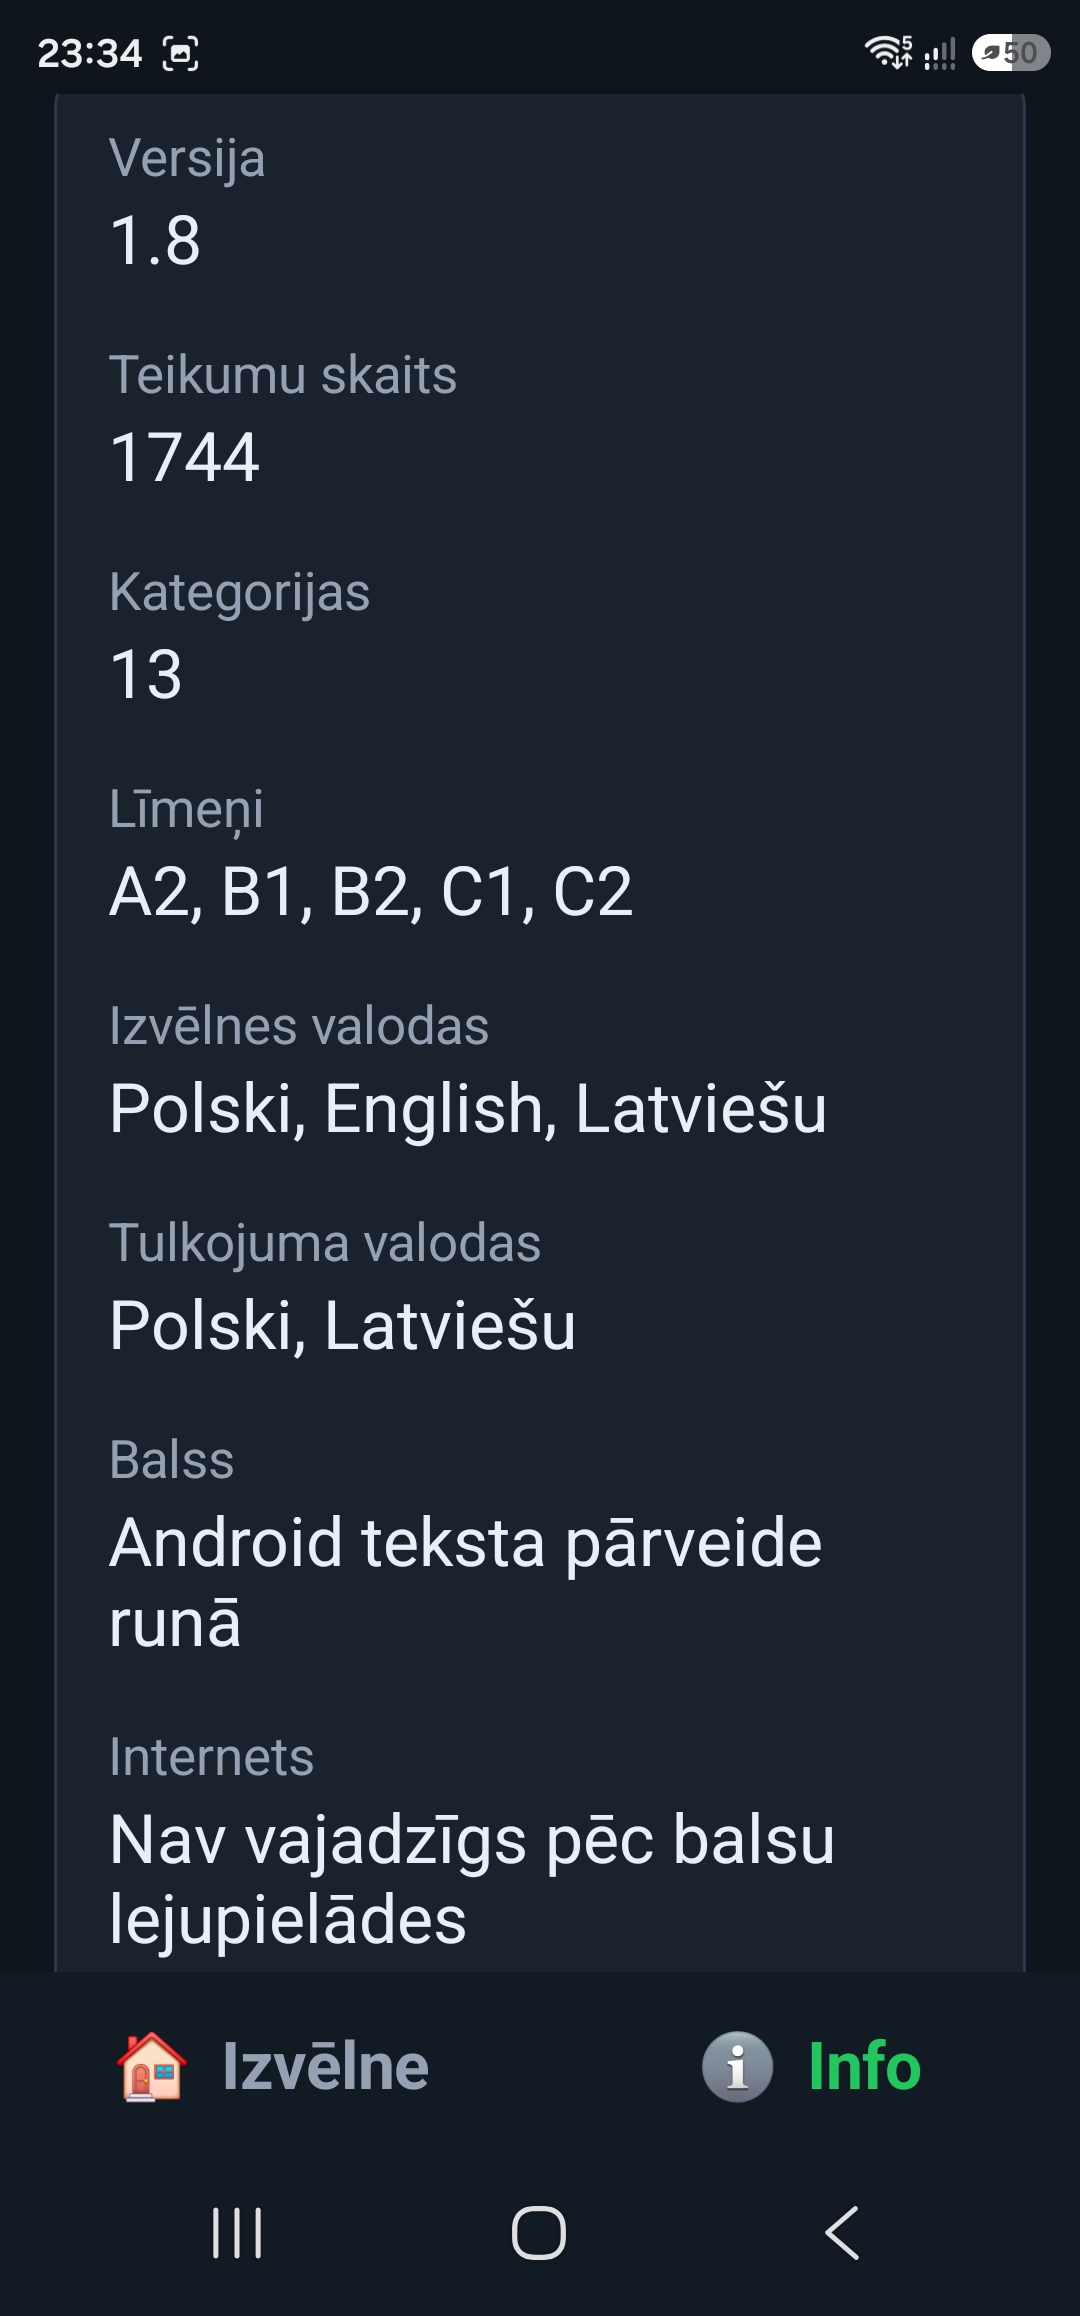 23:34
5
50
Versija
1.8
Teikumu skaits
1744
Kategorijas
13
Līmeņi
A2, B1, B2, C1, C2
Izvēlnes valodas
Polski, English, Latviešu
Tulkojuma valodas
Polski, Latviešu
Balss
Android teksta pārveide
runā
Internets
Nav vajadzīgs pēc balsu
lejupielādes
Izvēlne
Info